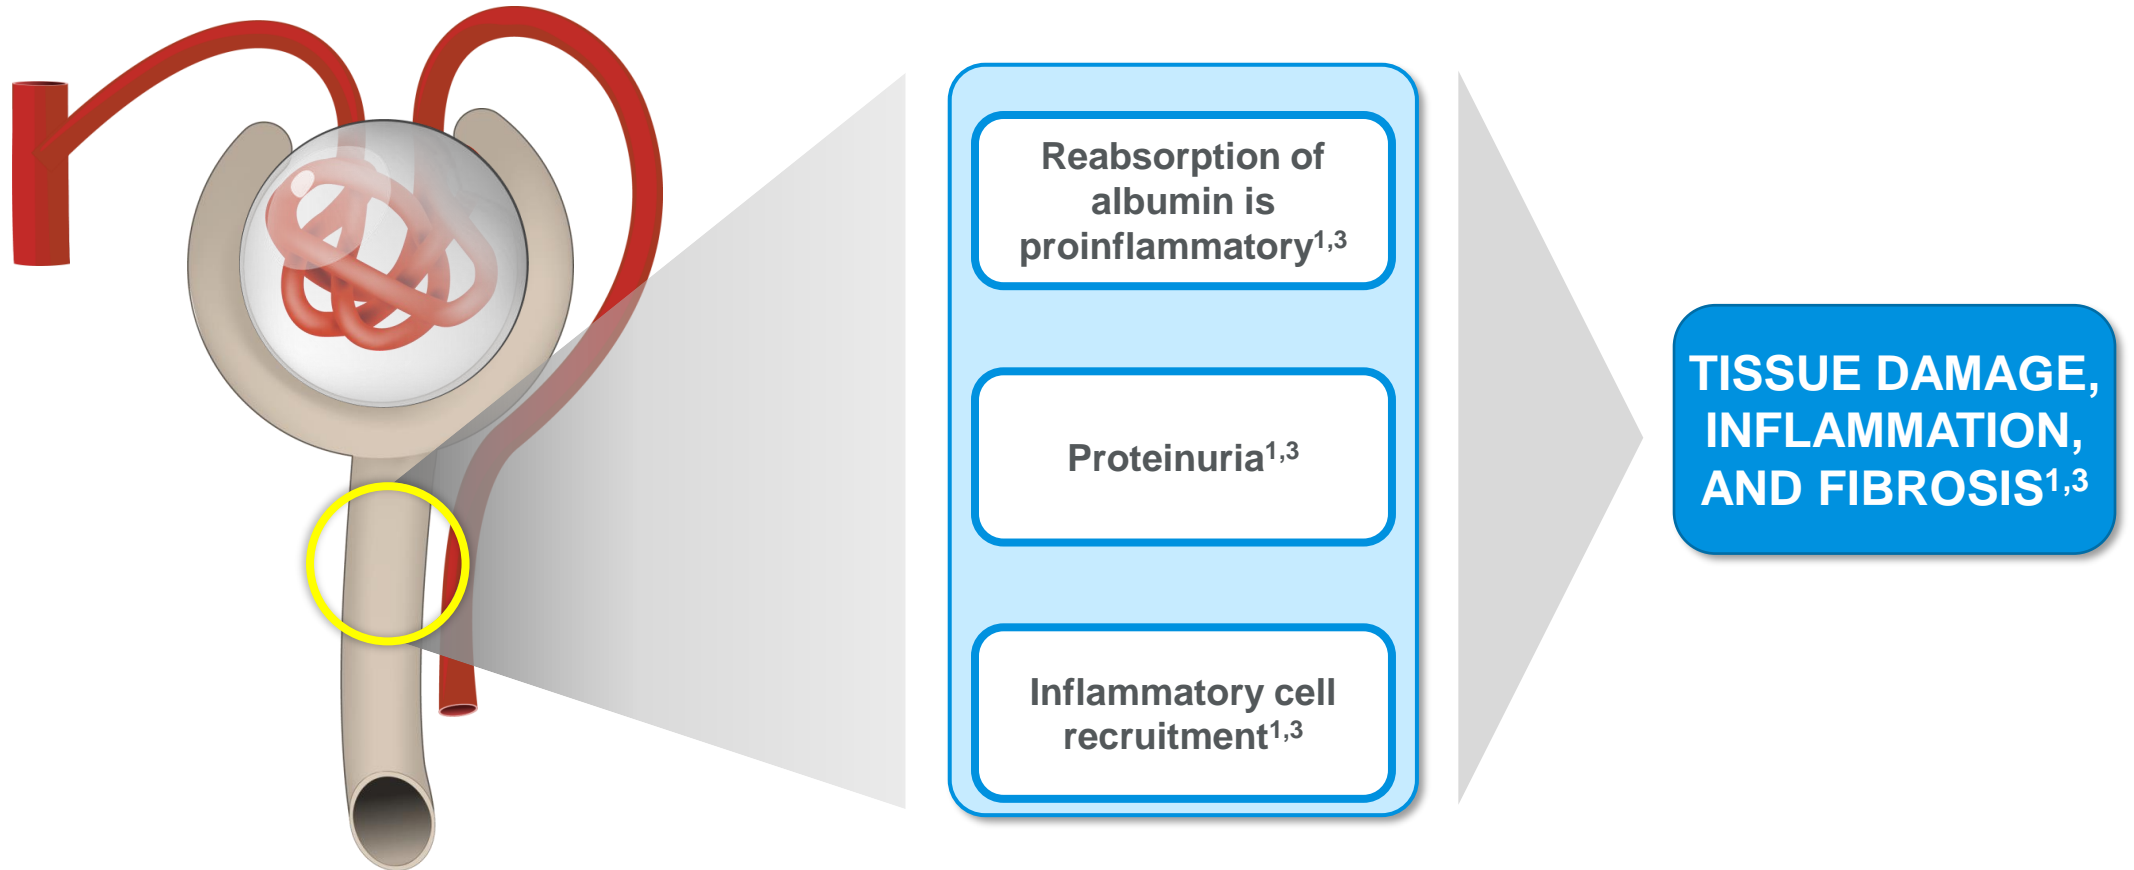 Reabsorption of
albumin is
proinflammatory1,3
Proteinuria1,3
Inflammatory cell
recruitment1,3
TISSUE DAMAGE,
INFLAMMATION,
AND FIBROSIS1,3